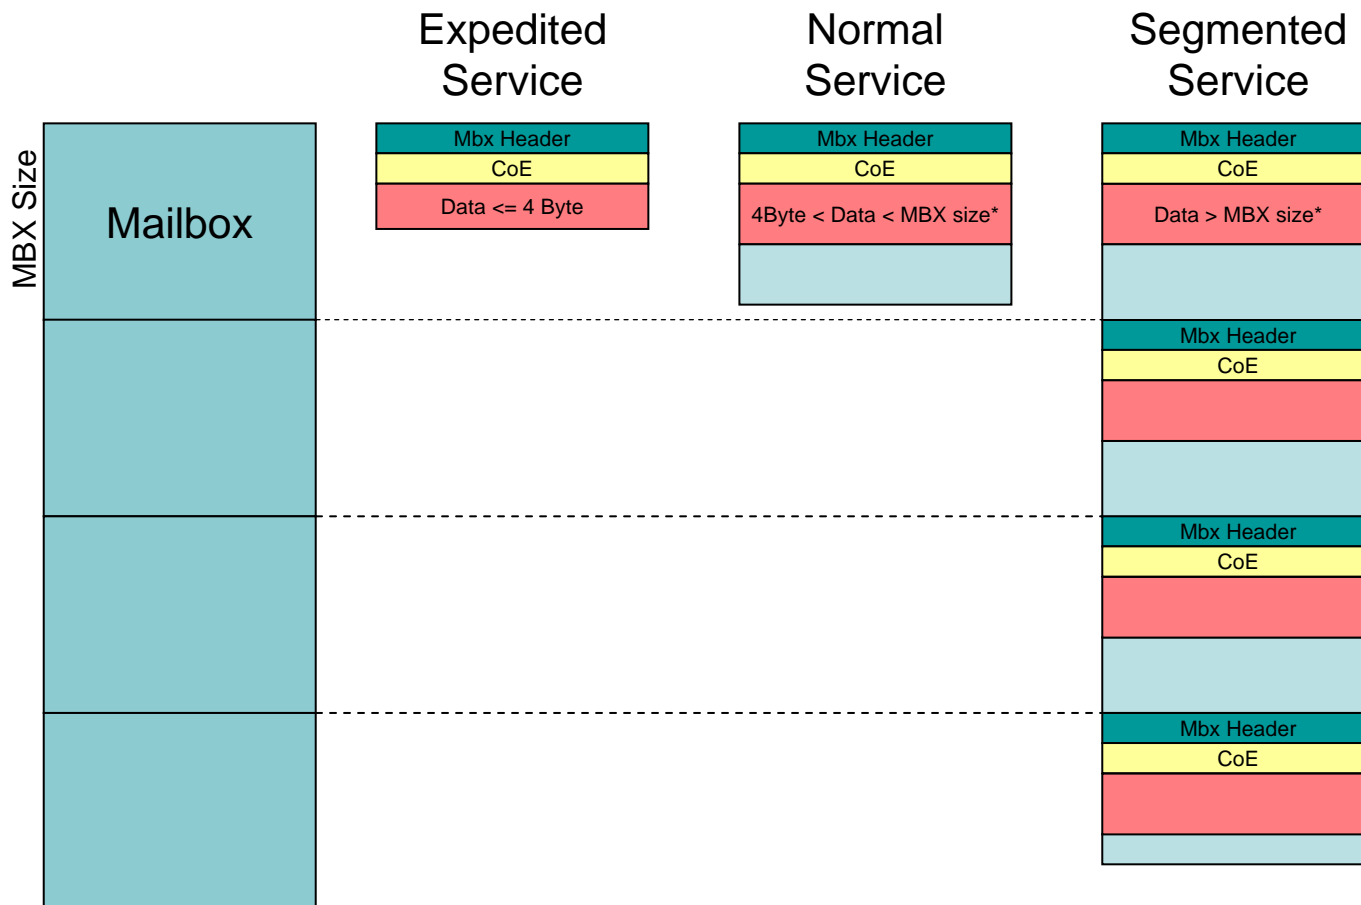 Expedited
Service
Normal
Service
Segmented
Service
MBX Size
Mailbox
Mbx Header
CoE
Data <= 4 Byte
Mbx Header
CoE
4Byte < Data < MBX size*
Mbx Header
CoE
Data > MBX size*
Mbx Header
CoE
Mbx Header
CoE
Mbx Header
CoE